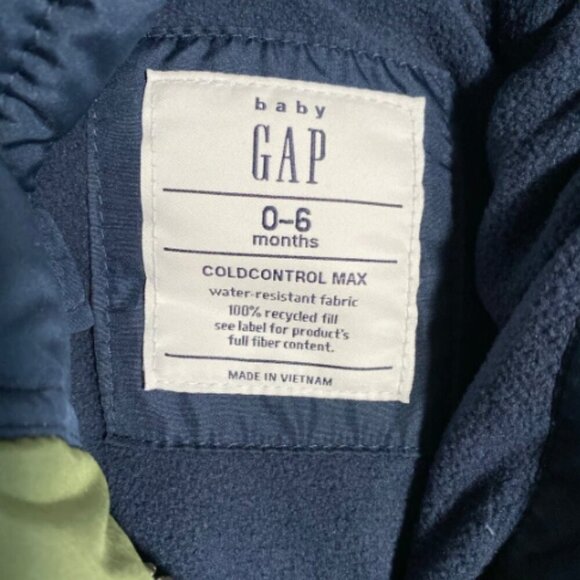 baby
GAP
0–6
months
COLDCONTROL MAX
water-resistant fabric
100% recycled fill
see label for product's
full fiber content.
MADE IN VIETNAM